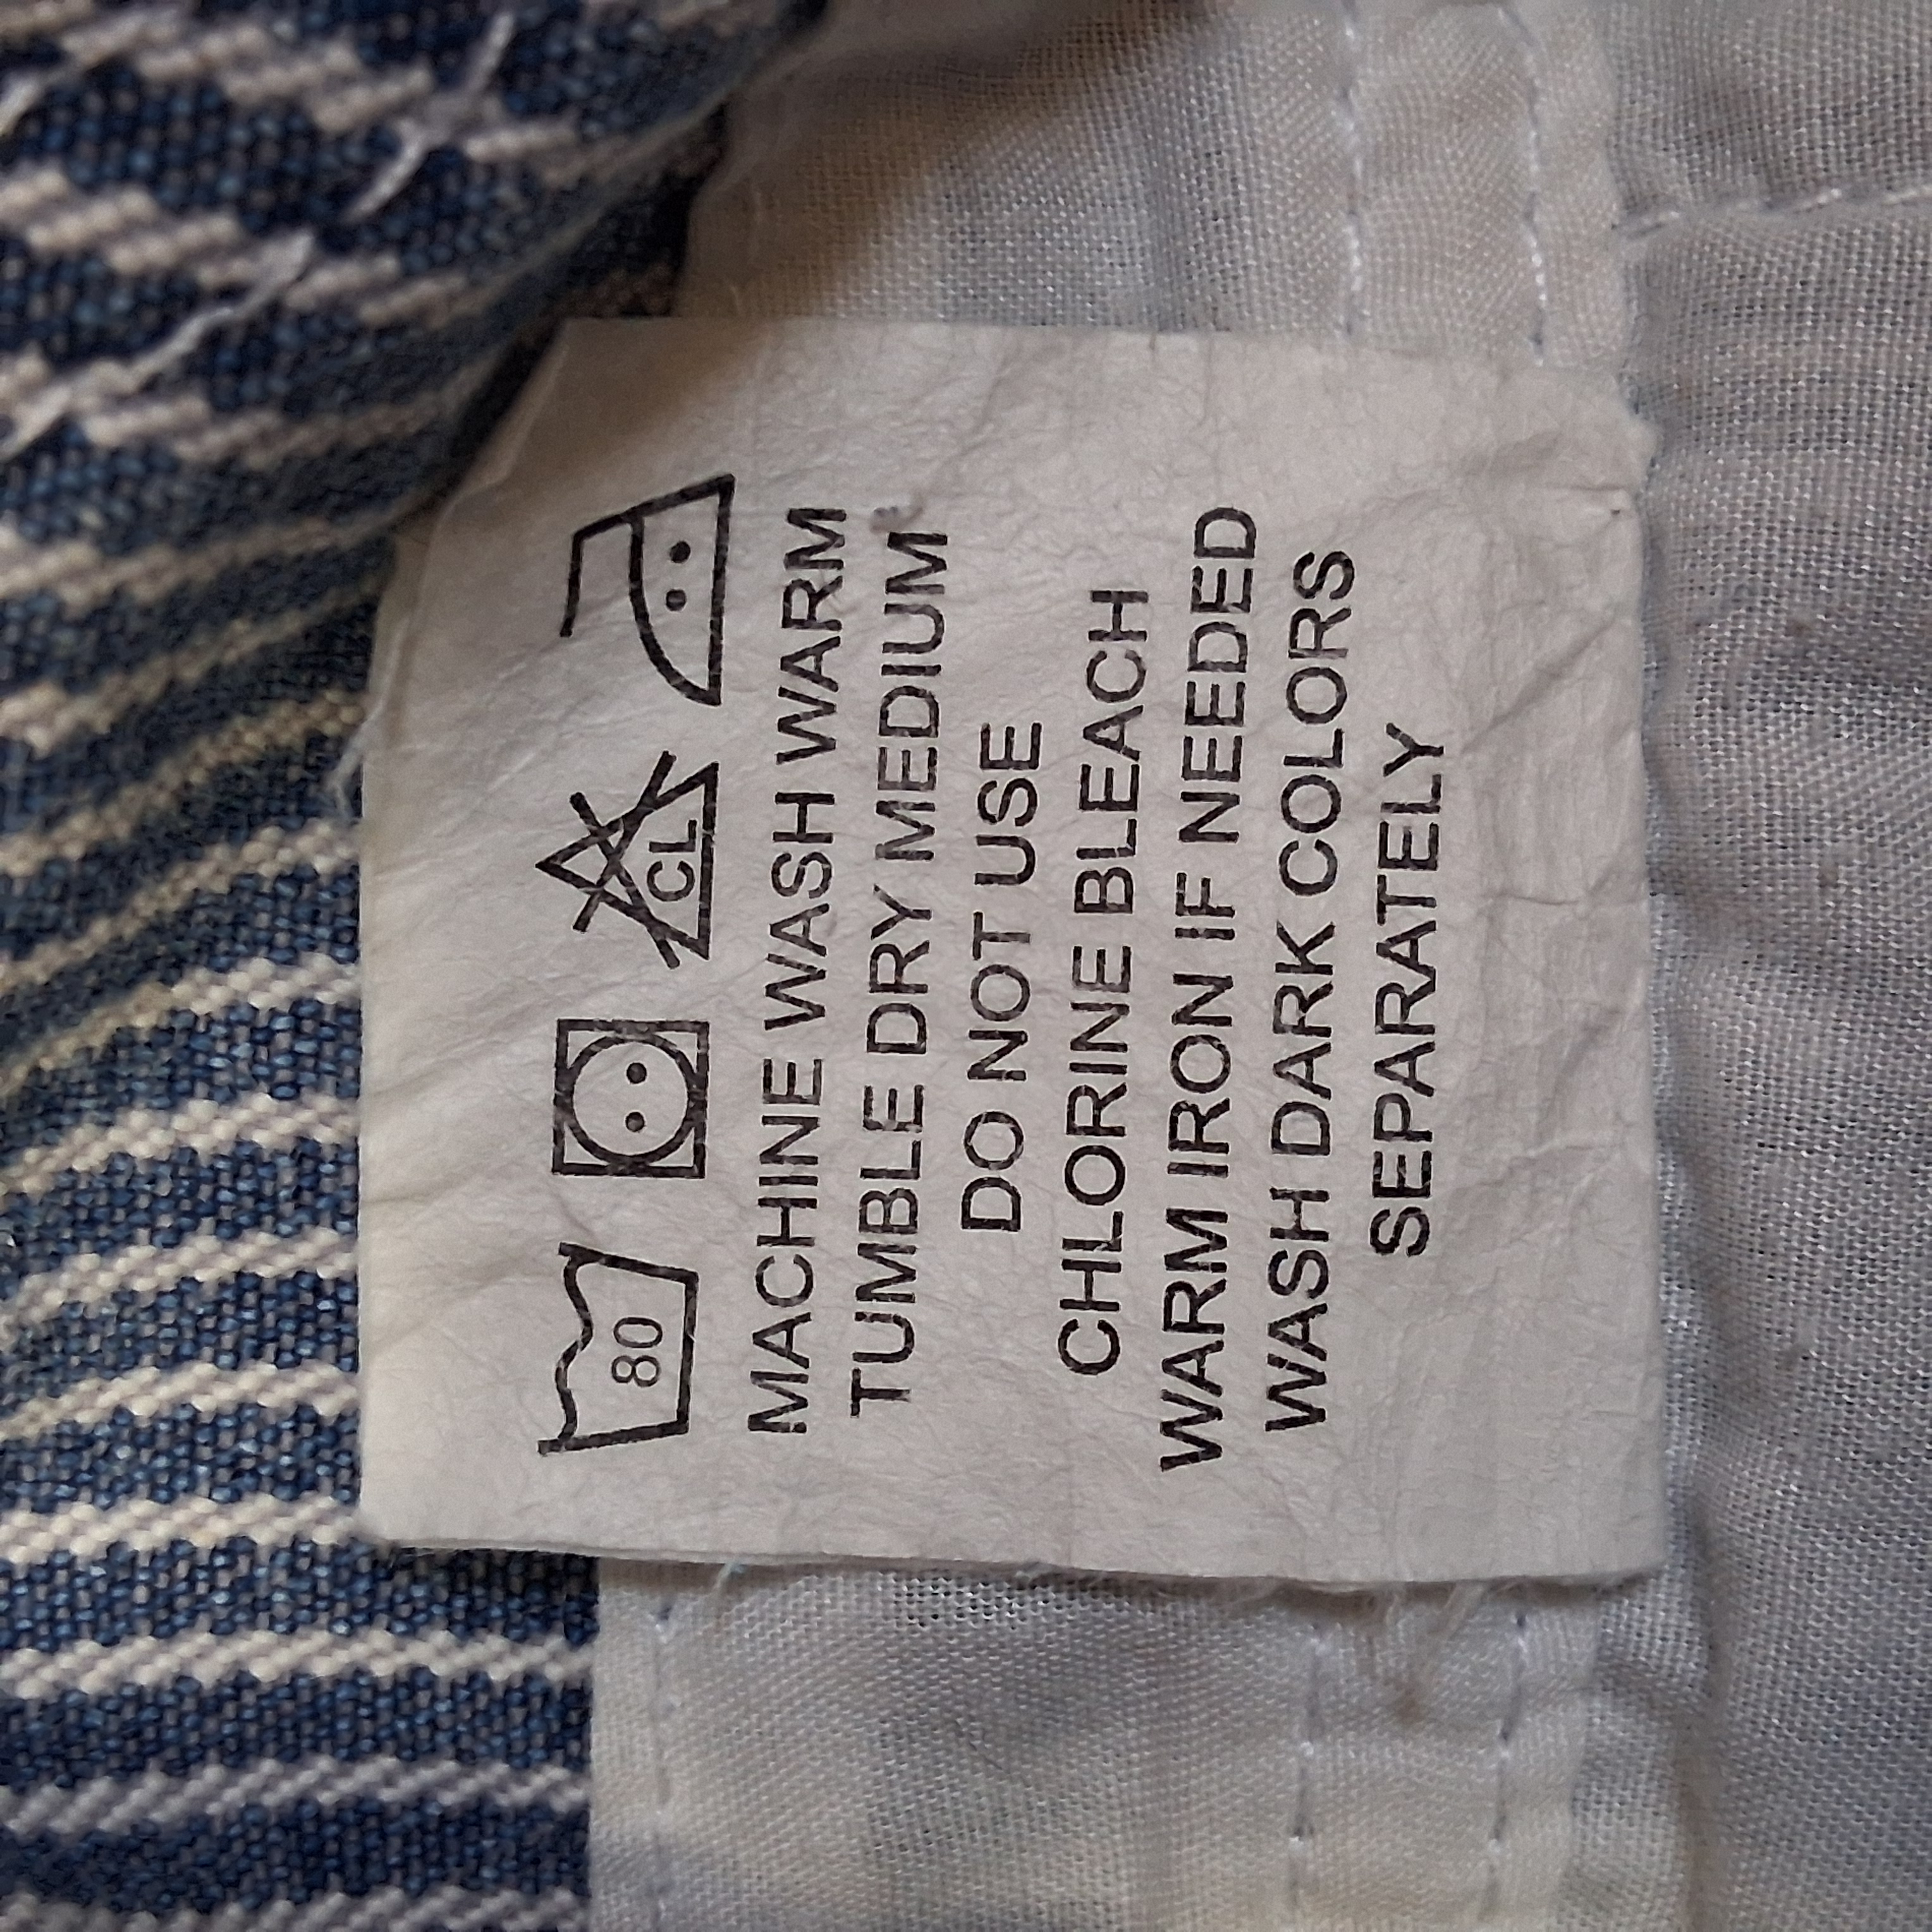 80
CL
MACHINE WASH WARM
TUMBLE DRY MEDIUM
DO NOT USE
CHLORINE BLEACH
WARM IRON IF NEEDED
WASH DARK COLORS
SEPARATELY